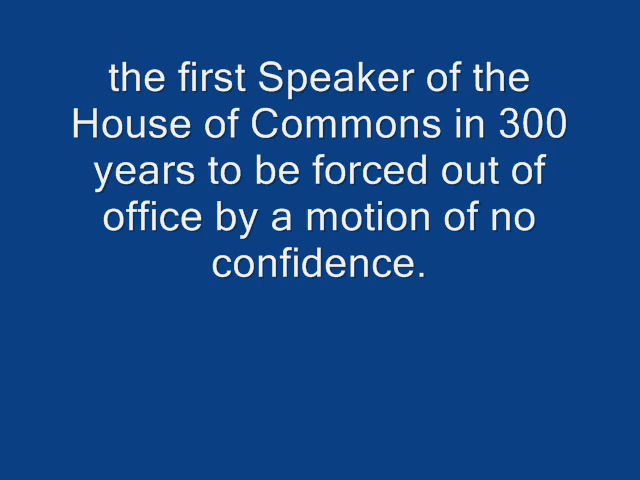 the first Speaker of the
House of Commons in 300
years to be forced out of
office by a motion of no
confidence.